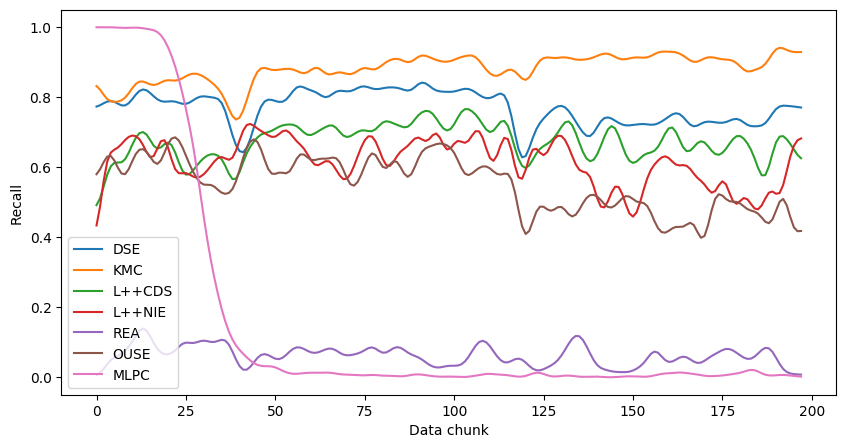 1.0
0.8
0.6
0.4
0.2
0.0
Recall
DSE
KMC
L++CDS
L++NIE
REA
OUSE
MLPC
0 25 50 75 100 125 150 175 200
Data chunk